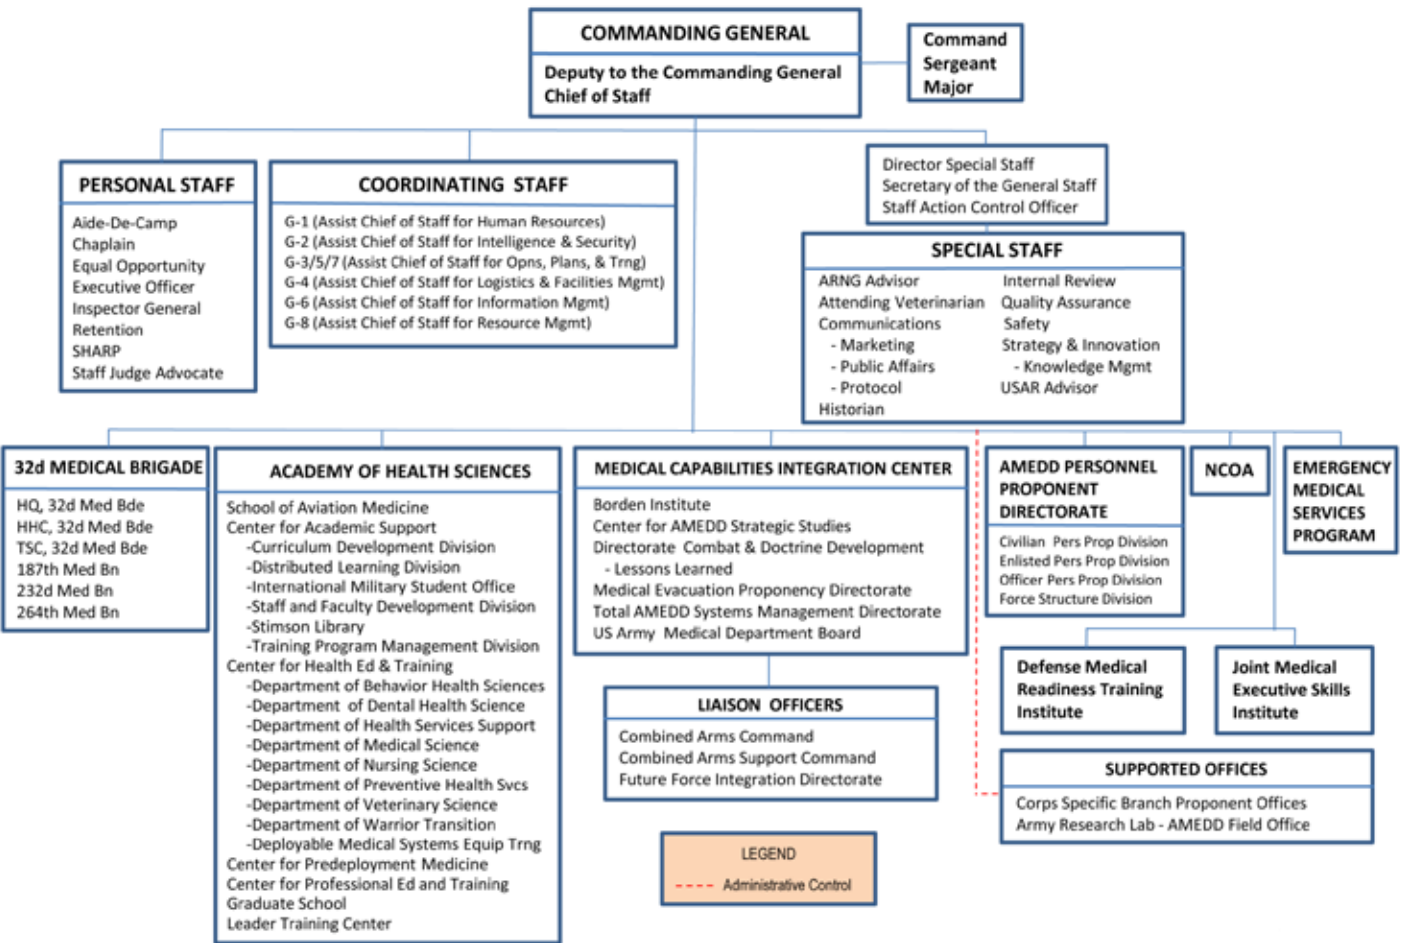 COMMANDING GENERAL
Deputy to the Commanding General
Chief of Staff
Command
Sergeant
Major
PERSONAL STAFF
Aide-De-Camp
Chaplain
Equal Opportunity
Executive Officer
Inspector General
Retention
SHARP
Staff Judge Advocate
COORDINATING STAFF
G-1 (Assist Chief of Staff for Human Resources)
G-2 (Assist Chief of Staff for Intelligence & Security)
G-3/5/7 (Assist Chief of Staff for Opns, Plans, & Trng)
G-4 (Assist Chief of Staff for Logistics & Facilities Mgmt)
G-6 (Assist Chief of Staff for Information Mgmt)
G-8 (Assist Chief of Staff for Resource Mgmt)
Director Special Staff
Secretary of the General Staff
Staff Action Control Officer
SPECIAL STAFF
ARNG Advisor
Attending Veterinarian
Communications
- Marketing
- Public Affairs
- Protocol
Historian
Internal Review
Quality Assurance
Safety
Strategy & Innovation
- Knowledge Mgmt
USAR Advisor
32d MEDICAL BRIGADE
HQ, 32d Med Bde
HHC, 32d Med Bde
TSC, 32d Med Bde
187th Med Bn
232d Med Bn
264th Med Bn
ACADEMY OF HEALTH SCIENCES
School of Aviation Medicine
Center for Academic Support
-Curriculum Development Division
-Distributed Learning Division
-International Military Student Office
-Staff and Faculty Development Division
-Stimson Library
-Training Program Management Division
Center for Health Ed & Training
-Department of Behavior Health Sciences
-Department of Dental Health Science
-Department of Health Services Support
-Department of Medical Science
-Department of Nursing Science
-Department of Preventive Health Svcs
-Department of Veterinary Science
-Department of Warrior Transition
-Deployable Medical Systems Equip Trng
Center for Predeployment Medicine
Center for Professional Ed and Training
Graduate School
Leader Training Center
MEDICAL CAPABILITIES INTEGRATION CENTER
Borden Institute
Center for AMEDD Strategic Studies
Directorate Combat & Doctrine Development
- Lessons Learned
Medical Evacuation Proponency Directorate
Total AMEDD Systems Management Directorate
US Army Medical Department Board
LIAISON OFFICERS
Combined Arms Command
Combined Arms Support Command
Future Force Integration Directorate
AMEDD PERSONNEL
PROPONENT
DIRECTORATE
Civilian Pers Prop Division
Enlisted Pers Prop Division
Officer Pers Prop Division
Force Structure Division
NCOA
EMERGENCY
MEDICAL
SERVICES
PROGRAM
Defense Medical
Readiness Training
Institute
Joint Medical
Executive Skills
Institute
SUPPORTED OFFICES
Corps Specific Branch Proponent Offices
Army Research Lab - AMEDD Field Office
LEGEND
Administrative Control